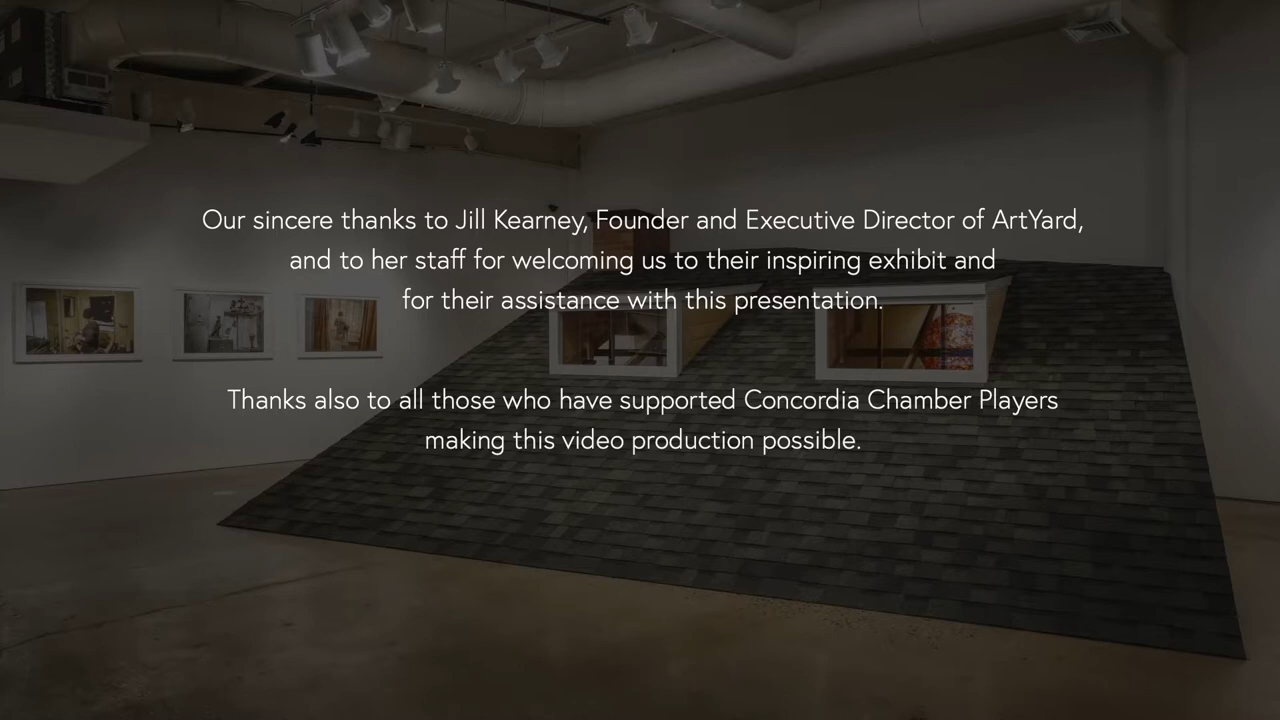 Our sincere thanks to Jill Kearney, Founder and Executive Director of ArtYard,
and to her staff for welcoming us to their inspiring exhibit and
for their assistance with this presentation.
Thanks also to all those who have supported Concordia Chamber Players
making this video production possible.